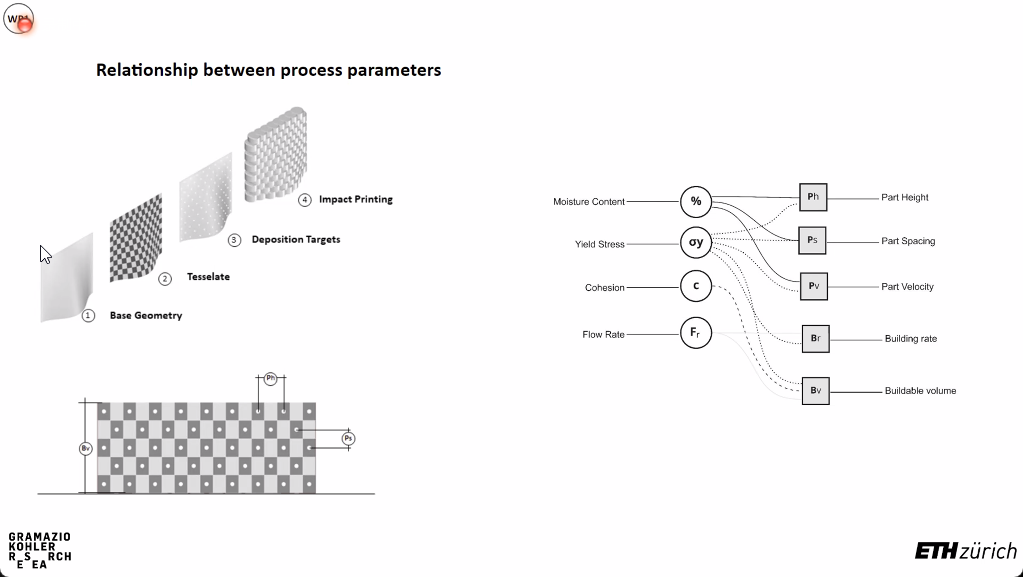 Relationship between process parameters
4 Impact Printing
3 Deposition Targets
2 Tesselate
1 Base Geometry
Ph
Ps
Bv
Moisture Content % Ph Part Height
Yield Stress σy Ps Part Spacing
Cohesion c Pv Part Velocity
Flow Rate Fr Br Building rate
Bv Buildable volume
GRAMAZIO
KOHLER
RESEARCH
ETH zürich